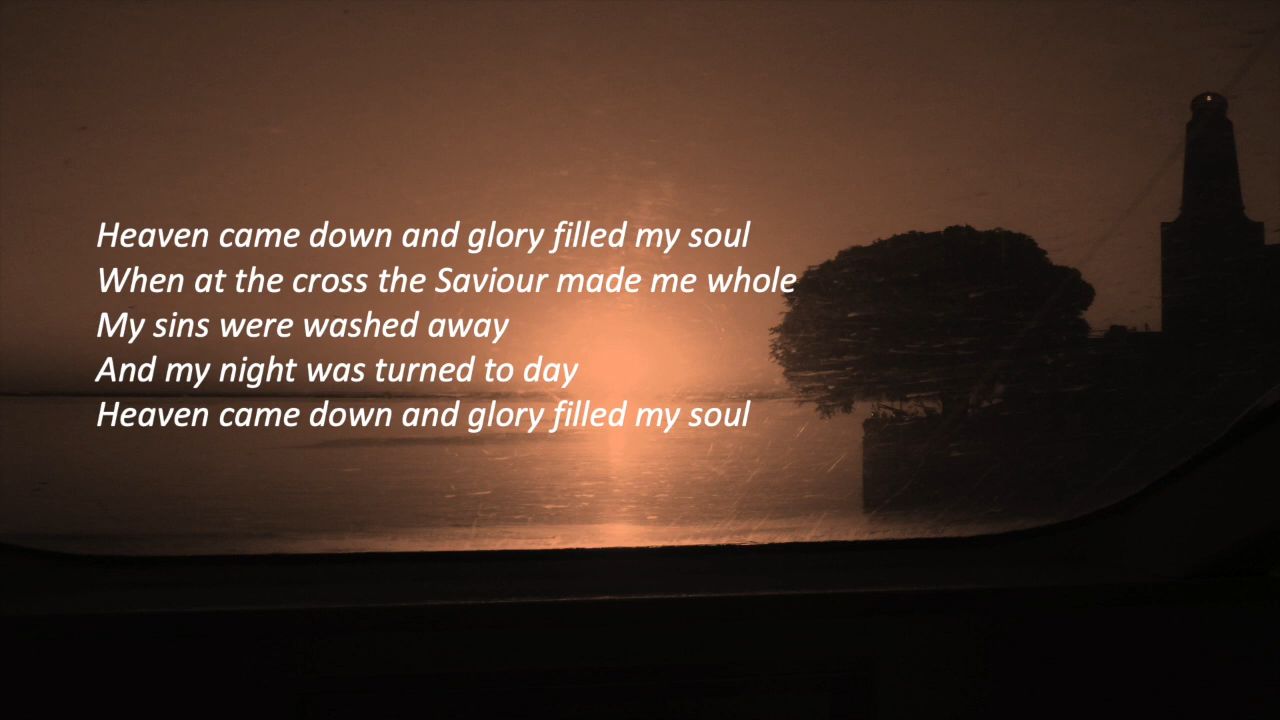 Heaven came down and glory filled my soul
When at the cross the Saviour made me whole
My sins were washed away
And my night was turned to day
Heaven came down and glory filled my soul